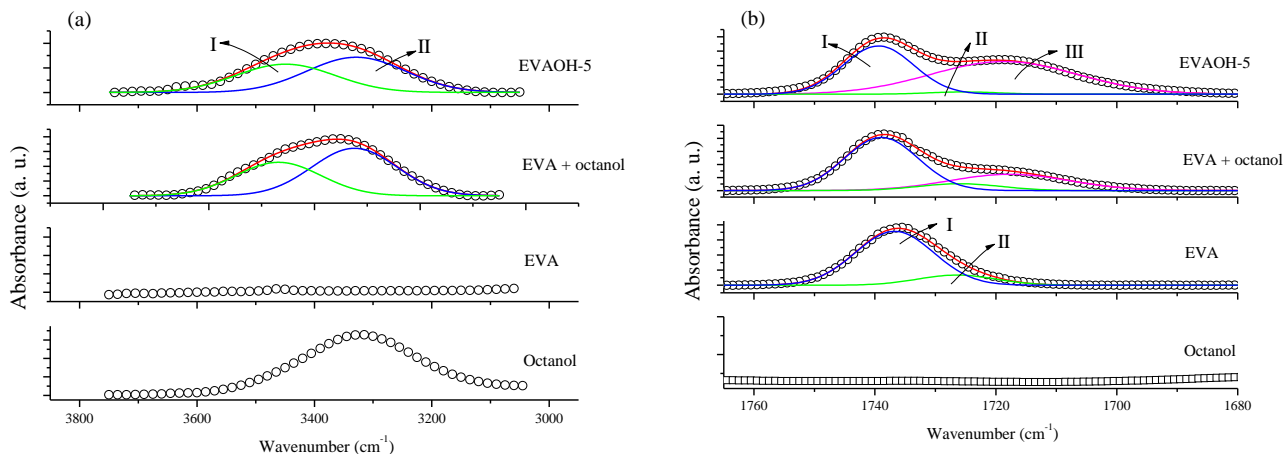 (a)
I
II
EVAOH-5
EVA + octanol
EVA
Octanol
Absorbance (a. u.)
3800 3600 3400 3200 3000
Wavenumber (cm-1)
(b)
I
II
III
EVAOH-5
EVA + octanol
I
II
EVA
Octanol
Absorbance (a. u.)
1760 1740 1720 1700 1680
Wavenumber (cm-1)